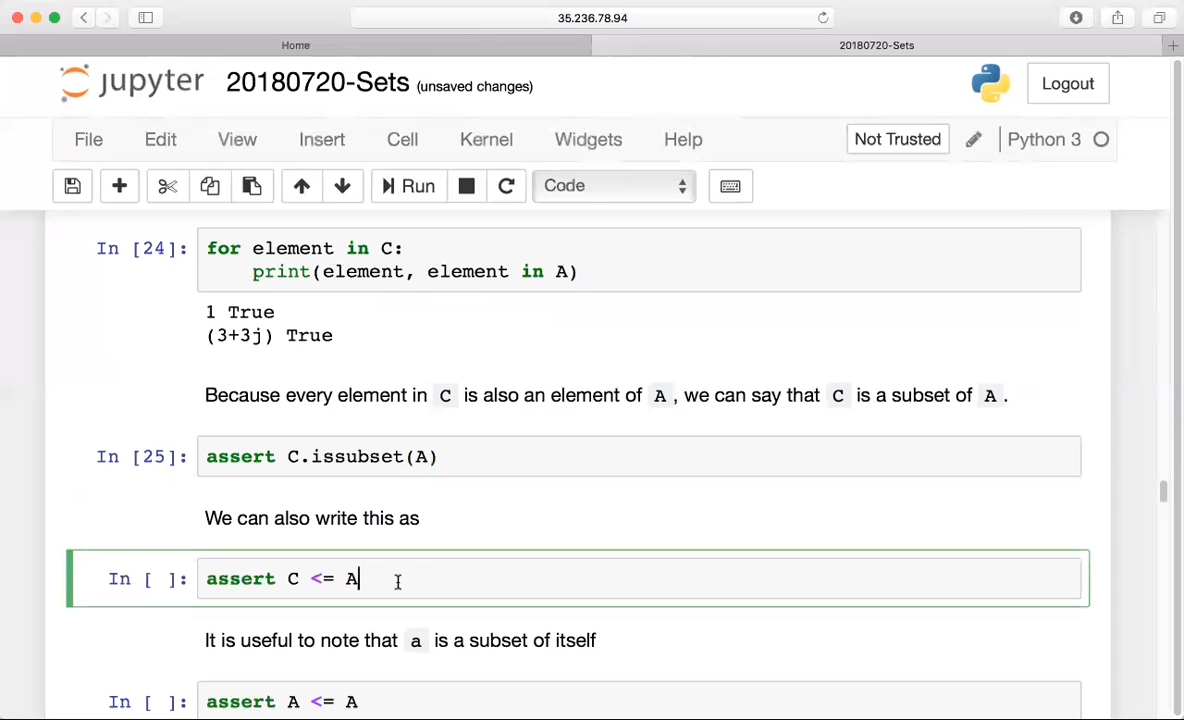 35.236.78.94
Home
20180720-Sets
jupyter 20180720-Sets (unsaved changes)
Logout
File Edit View Insert Cell Kernel Widgets Help
Not Trusted
Python 3
Run
Code
In [24]: for element in C:
print(element, element in A)
1 True
(3+3j) True
Because every element in C is also an element of A , we can say that C is a subset of A .
In [25]: assert C.issubset(A)
We can also write this as
In [ ]: assert C <= A
It is useful to note that a is a subset of itself
In [ ]: assert A <= A